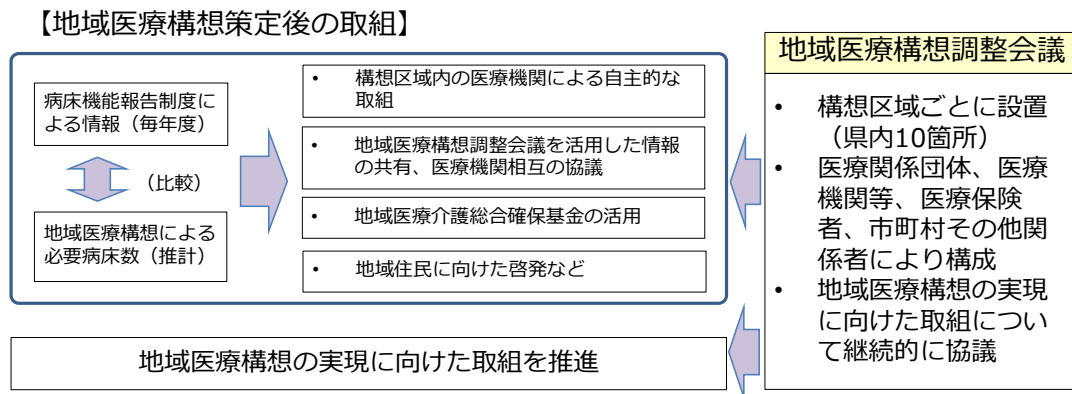 【地域医療構想策定後の取組】
病床機能報告制度に
よる情報（毎年度）
（比較）
地域医療構想による
必要病床数（推計）
• 構想区域内の医療機関による自主的な
取組
• 地域医療構想調整会議を活用した情報
の共有、医療機関相互の協議
• 地域医療介護総合確保基金の活用
• 地域住民に向けた啓発など
地域医療構想の実現に向けた取組を推進
地域医療構想調整会議
• 構想区域ごとに設置
（県内10箇所）
• 医療関係団体、医療
機関等、医療保険
者、市町村その他関
係者により構成
• 地域医療構想の実現
に向けた取組につい
て継続的に協議